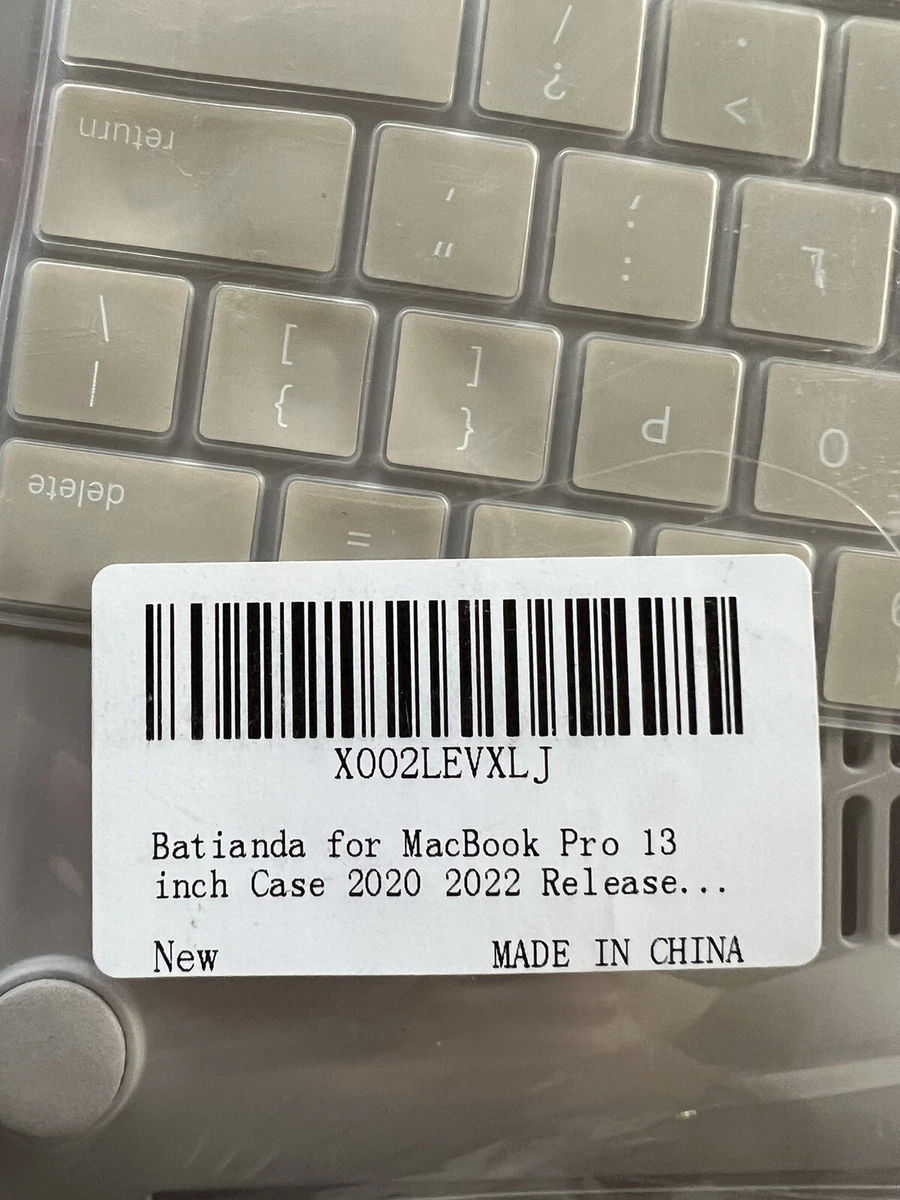 /
?
.
>
return
'
"
;
:
L
\
|
]
}
[
{
P
O
delete
=
X002LEVXLJ
Batianda for MacBook Pro 13
inch Case 2020 2022 Release...
New
MADE IN CHINA